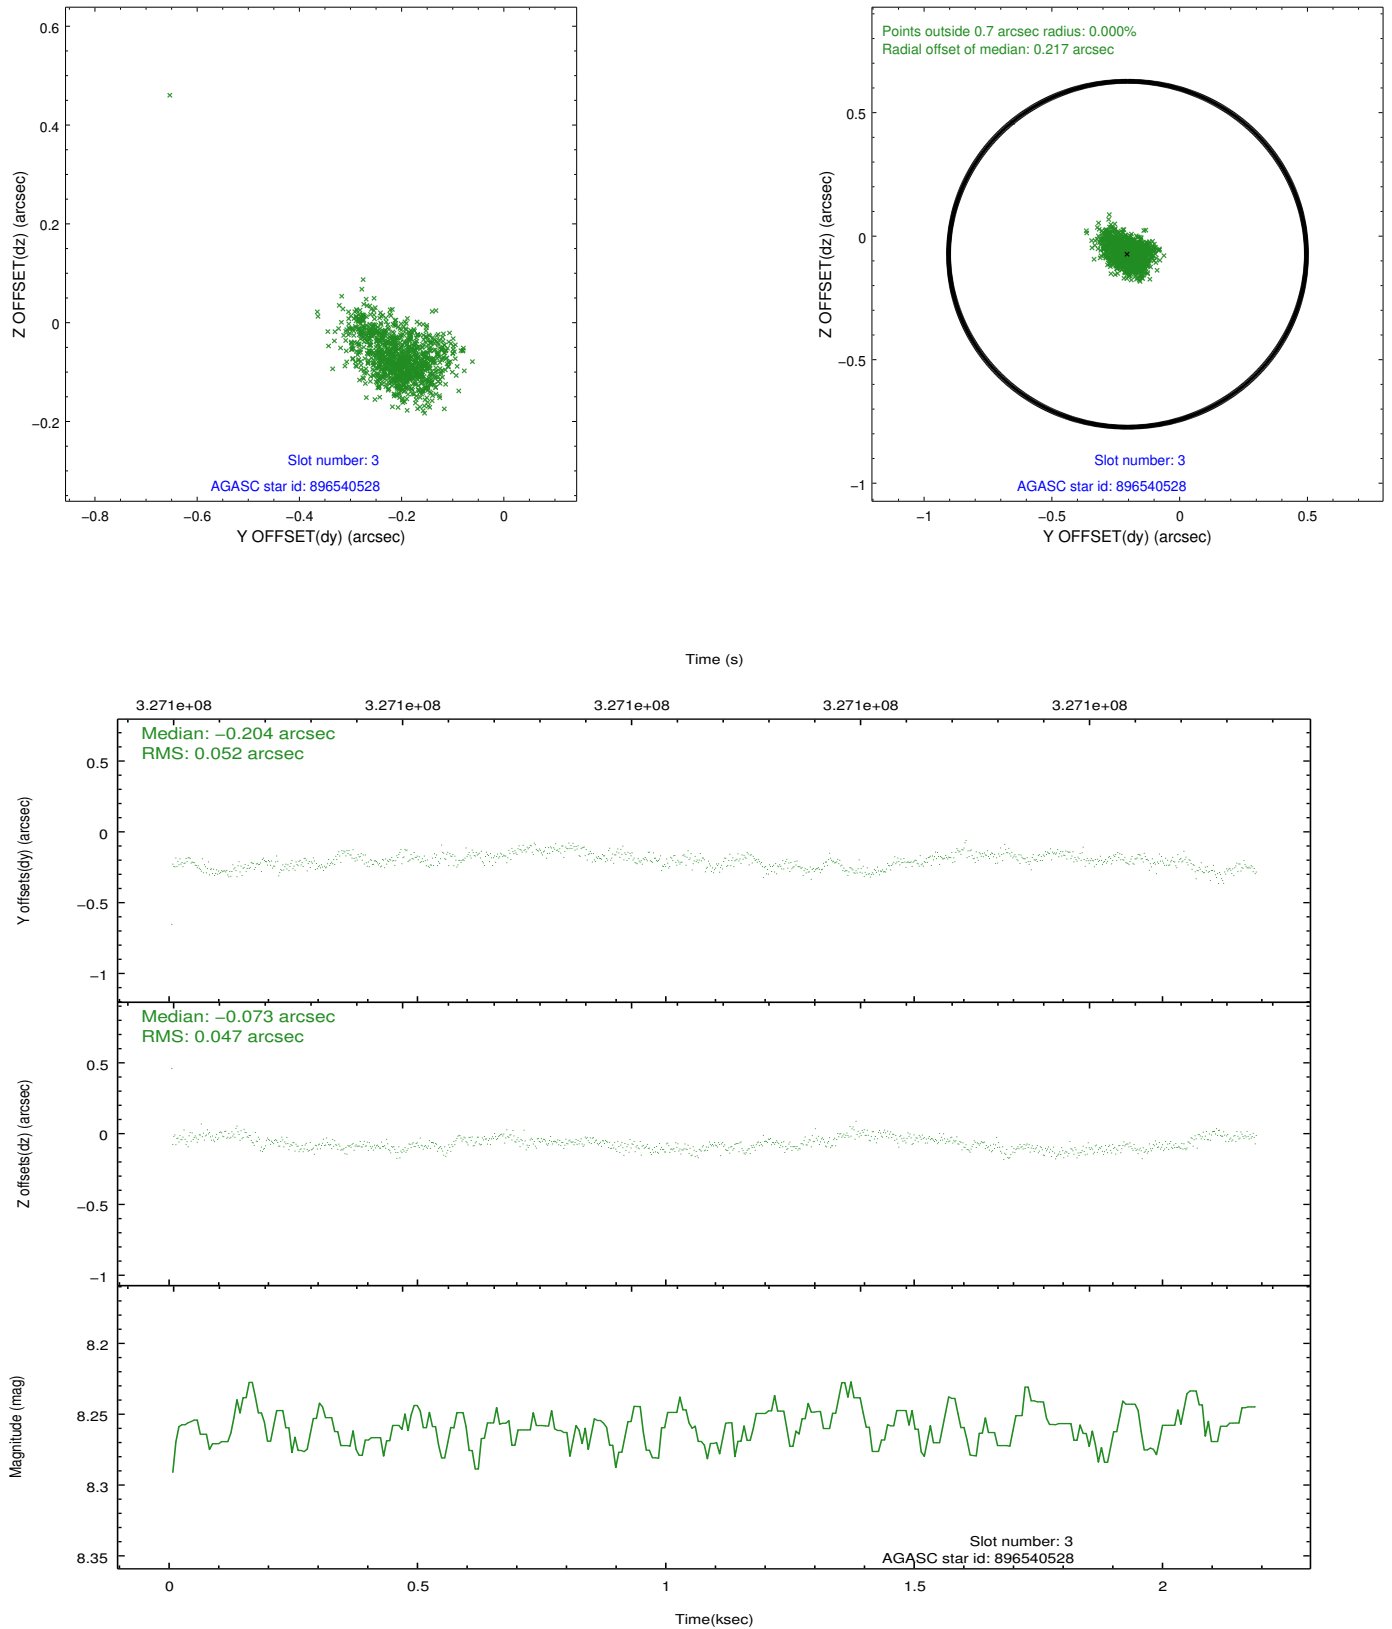 0.6
0.4
0.2
0
−0.2
Z OFFSET(dz) (arcsec)
Slot number: 3
AGASC star id: 896540528
−0.8 −0.6 −0.4 −0.2 0
Y OFFSET(dy) (arcsec)
Points outside 0.7 arcsec radius: 0.000%
Radial offset of median: 0.217 arcsec
0.5
0
−0.5
−1
Z OFFSET(dz) (arcsec)
Slot number: 3
AGASC star id: 896540528
−1 −0.5 0 0.5
Y OFFSET(dy) (arcsec)
Time (s)
3.271e+08 3.271e+08 3.271e+08 3.271e+08 3.271e+08
Median: −0.204 arcsec
RMS: 0.052 arcsec
0.5
0
−0.5
−1
Y offsets(dy) (arcsec)
Median: −0.073 arcsec
RMS: 0.047 arcsec
0.5
0
−0.5
−1
Z offsets(dz) (arcsec)
8.2
8.25
8.3
8.35
Magnitude (mag)
Slot number: 3
AGASC star id: 896540528
0 0.5 1 1.5 2
Time(ksec)